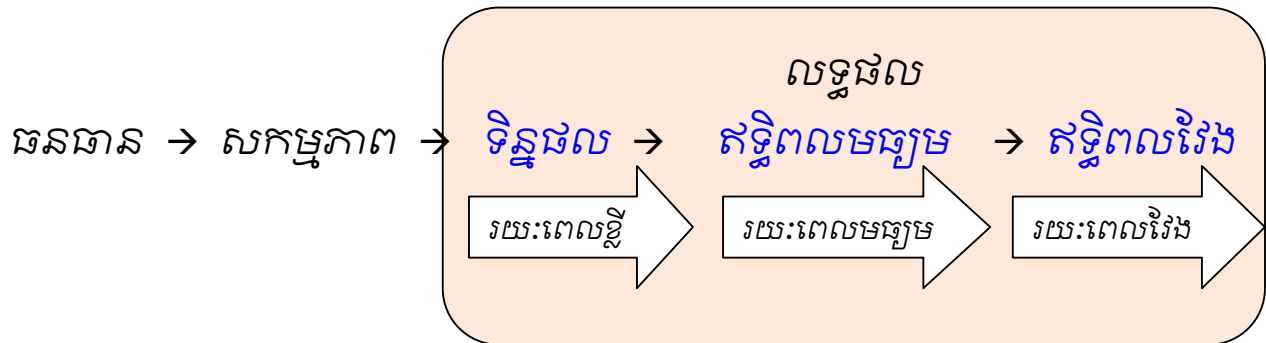 លទ្ធផល
ធនធាន → សកម្មភាព → ទិន្នផល → ឥទ្ធិពលមធ្យម → ឥទ្ធិពលវែង
រយៈពេលខ្លី រយៈពេលមធ្យម រយៈពេលវែង